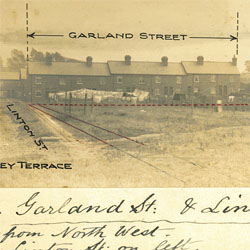 GARLAND STREET
LINTON ST.
EY TERRACE
Garland St. & Lin
from North West.
Linton St. on left